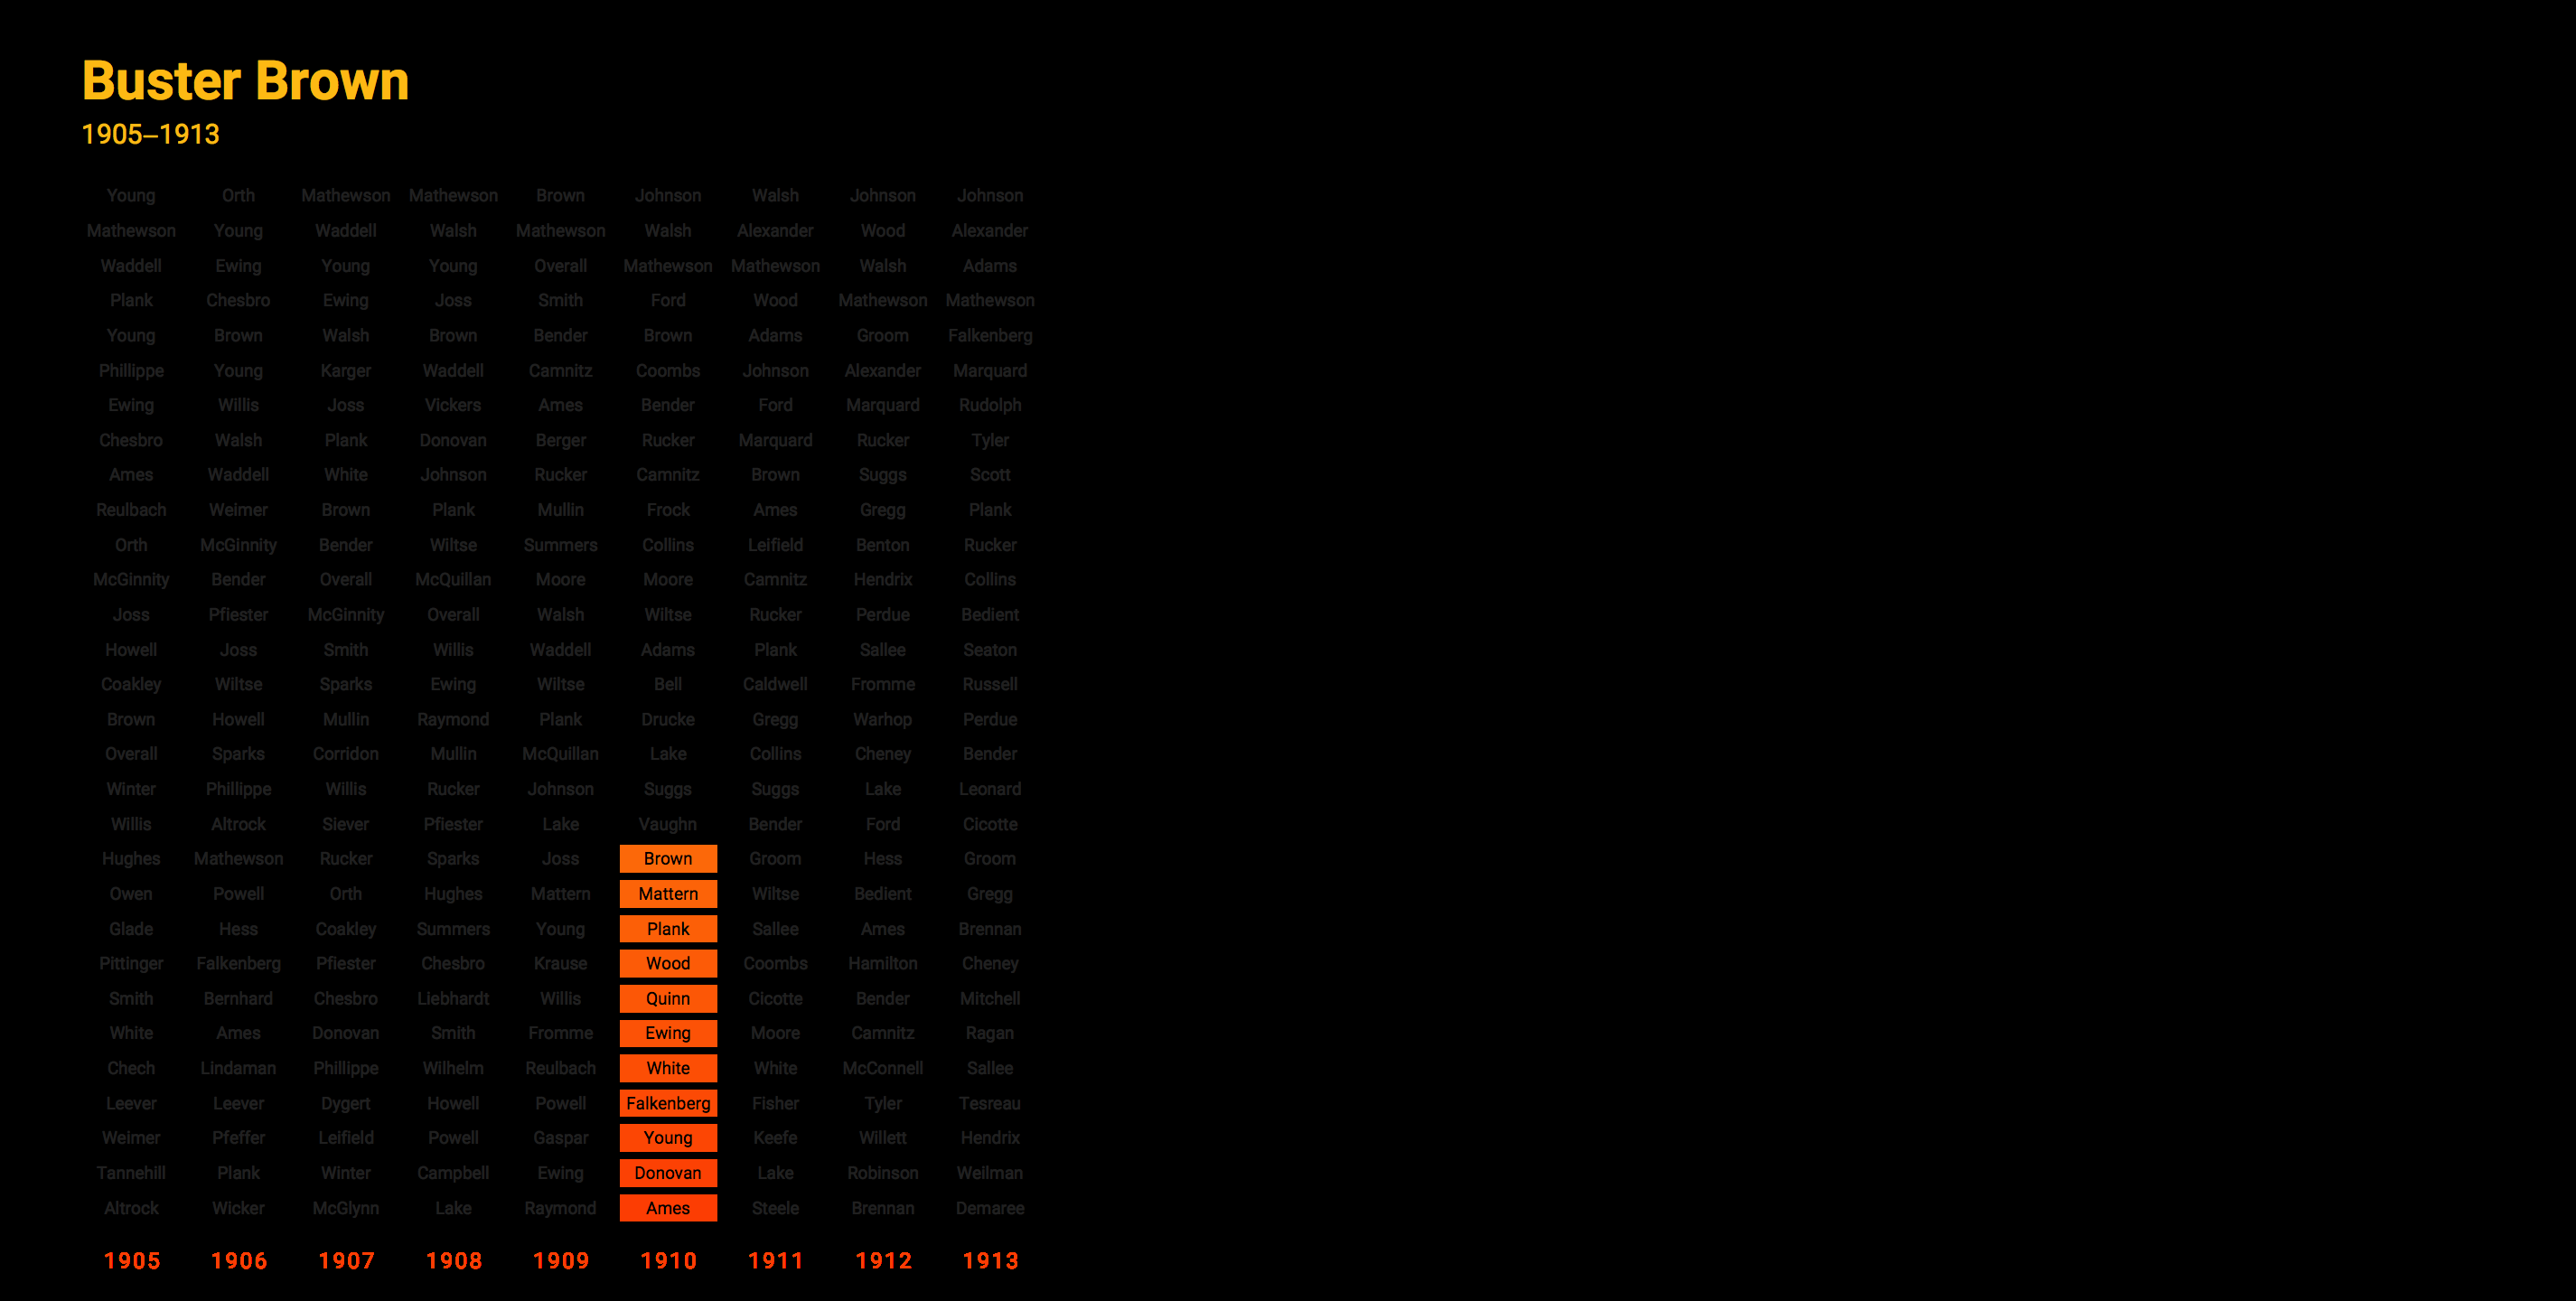 Buster Brown
1905–1913
Young Orth Mathewson Mathewson Brown Johnson Walsh Johnson Johnson
Mathewson Young Waddell Walsh Mathewson Walsh Alexander Wood Alexander
Waddell Ewing Young Young Overall Mathewson Mathewson Walsh Adams
Plank Chesbro Ewing Joss Smith Ford Wood Mathewson Mathewson
Young Brown Walsh Brown Bender Brown Adams Groom Falkenberg
Phillippe Young Karger Waddell Camnitz Coombs Johnson Alexander Marquard
Ewing Willis Joss Vickers Ames Bender Ford Marquard Rudolph
Chesbro Walsh Plank Donovan Berger Rucker Marquard Rucker Tyler
Ames Waddell White Johnson Rucker Camnitz Brown Suggs Scott
Reulbach Weimer Brown Plank Mullin Frock Ames Gregg Plank
Orth McGinnity Bender Wiltse Summers Collins Leifield Benton Rucker
McGinnity Bender Overall McQuillan Moore Moore Camnitz Hendrix Collins
Joss Pfiester McGinnity Overall Walsh Wiltse Rucker Perdue Bedient
Howell Joss Smith Willis Waddell Adams Plank Sallee Seaton
Coakley Wiltse Sparks Ewing Wiltse Bell Caldwell Fromme Russell
Brown Howell Mullin Raymond Plank Drucke Gregg Warhop Perdue
Overall Sparks Corridon Mullin McQuillan Lake Collins Cheney Bender
Winter Phillippe Willis Rucker Johnson Suggs Suggs Lake Leonard
Willis Altrock Siever Pfiester Lake Vaughn Bender Ford Cicotte
Hughes Mathewson Rucker Sparks Joss Brown Groom Hess Groom
Owen Powell Orth Hughes Mattern Mattern Wiltse Bedient Gregg
Glade Hess Coakley Summers Young Plank Sallee Ames Brennan
Pittinger Falkenberg Pfiester Chesbro Krause Wood Coombs Hamilton Cheney
Smith Bernhard Chesbro Liebhardt Willis Quinn Cicotte Bender Mitchell
White Ames Donovan Smith Fromme Ewing Moore Camnitz Ragan
Chech Lindaman Phillippe Wilhelm Reulbach White White McConnell Sallee
Leever Leever Dygert Howell Powell Falkenberg Fisher Tyler Tesreau
Weimer Pfeffer Leifield Powell Gaspar Young Keefe Willett Hendrix
Tannehill Plank Winter Campbell Ewing Donovan Lake Robinson Weilman
Altrock Wicker McGlynn Lake Raymond Ames Steele Brennan Demaree
1905 1906 1907 1908 1909 1910 1911 1912 1913